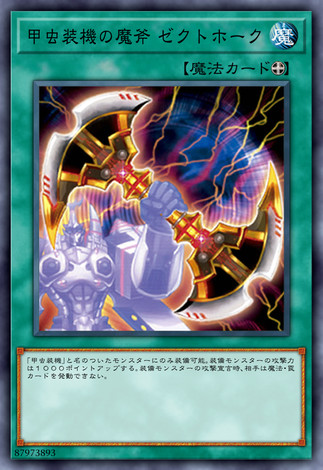 甲虫装機の魔斧 ゼクトホーク 魔
【魔法カード】
「甲虫装機」と名のついたモンスターにのみ装備可能。装備モンスターの攻撃力
は1000ポイントアップする。装備モンスターの攻撃宣言時、相手は魔法・罠
カードを発動できない。
87973893